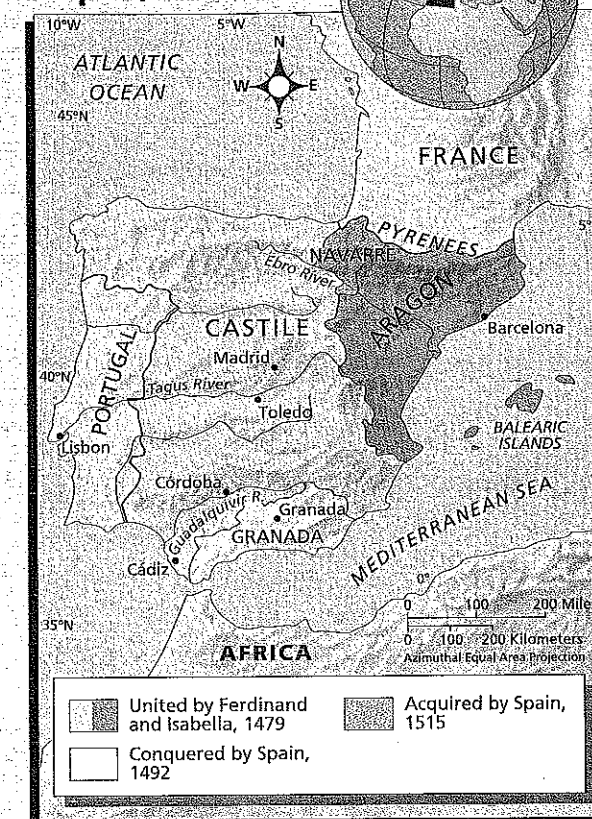 10°W
5°W
ATLANTIC
OCEAN
N
W
E
S
45°N
FRANCE
PYRENEES
NAVARRE
Ebro River
ARAGON
CASTILE
Barcelona
Madrid
PORTUGAL
40°N
Tagus River
Toledo
BALEARIC
ISLANDS
Lisbon
Córdoba
Guadalquivir R.
Granada
GRANADA
MEDITERRANEAN SEA
Cádiz
0°
0 100 200 Mile
35°N
0 100 200 Kilometers
AFRICA
Azimuthal Equal Area Projection
United by Ferdinand
and Isabella, 1479
Acquired by Spain,
1515
Conquered by Spain,
1492